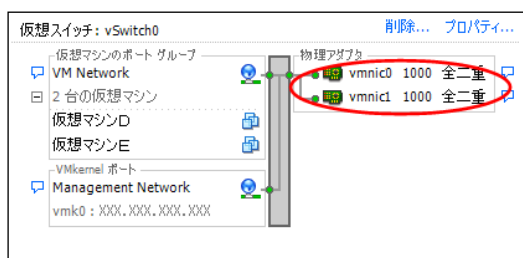 仮想スイッチ: vSwitch0 削除... プロパティ...
仮想マシンのポート グループ
VM Network
2 台の仮想マシン
仮想マシンD
仮想マシンE
VMkernel ポート
Management Network
vmk0 : XXX.XXX.XXX.XXX
物理アダプタ
vmnic0 1000 全二重
vmnic1 1000 全二重